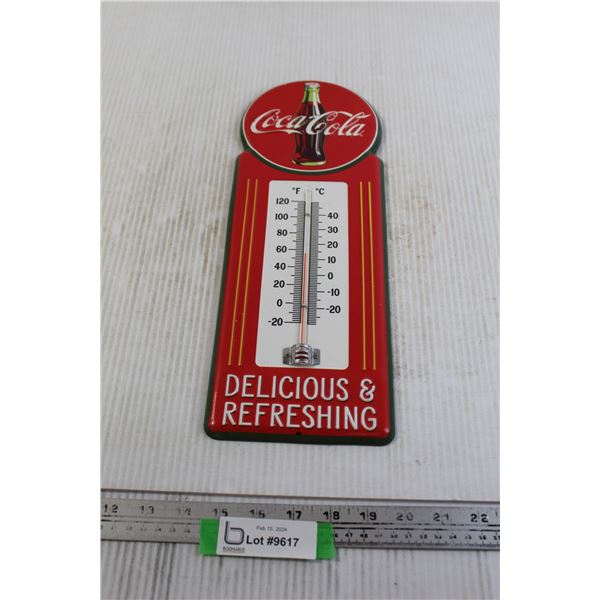 Coca-Cola
°F °C
120
100 40
80 30
60 20
40 10
20 0
0 -10
-20 -20
DELICIOUS &
REFRESHING
12 13 14 15 16 17 18 19 20 21 22
Feb 15, 2024
Lot #9617
b